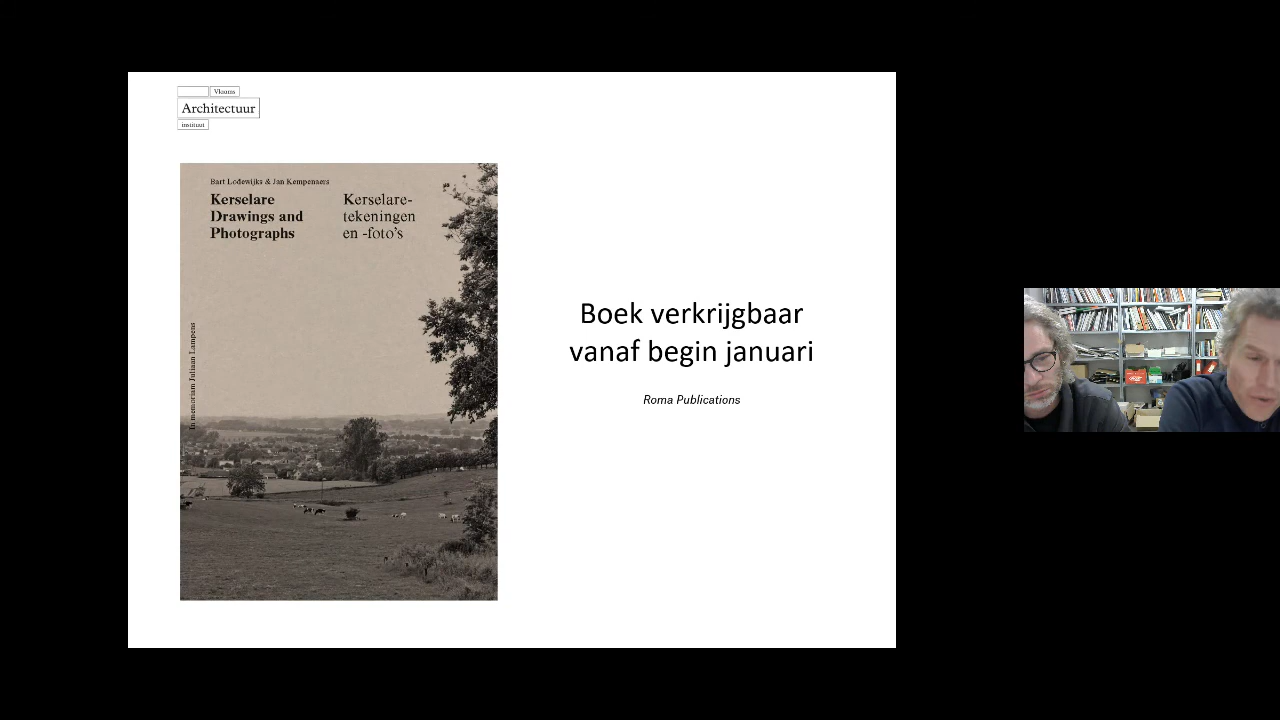 Vlaams
Architectuur
instituut
Bart Lodewijks & Jan Kempenaers
Kerselare
Drawings and
Photographs
Kerselare-
tekeningen
en -foto's
In memoriam Juliaan Lampens
Boek verkrijgbaar
vanaf begin januari
Roma Publications